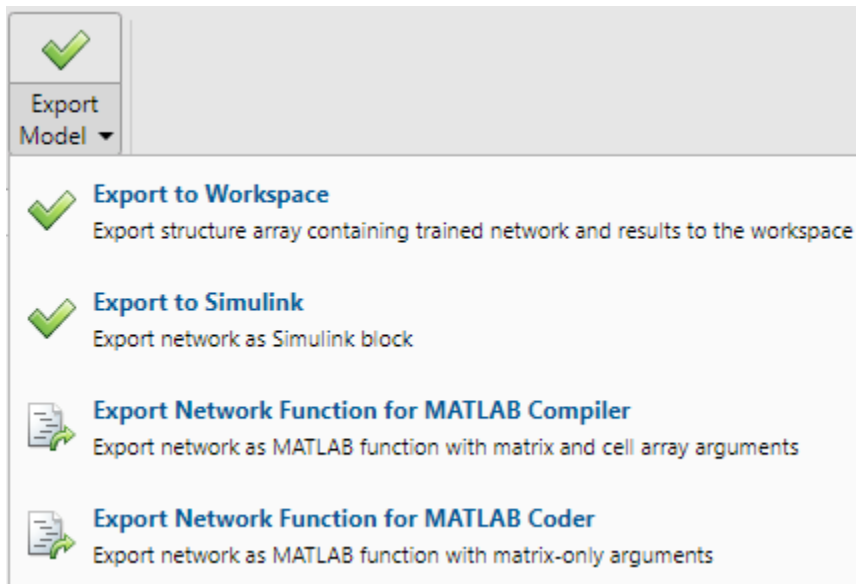 Export
Model
Export to Workspace
Export structure array containing trained network and results to the workspace
Export to Simulink
Export network as Simulink block
Export Network Function for MATLAB Compiler
Export network as MATLAB function with matrix and cell array arguments
Export Network Function for MATLAB Coder
Export network as MATLAB function with matrix-only arguments